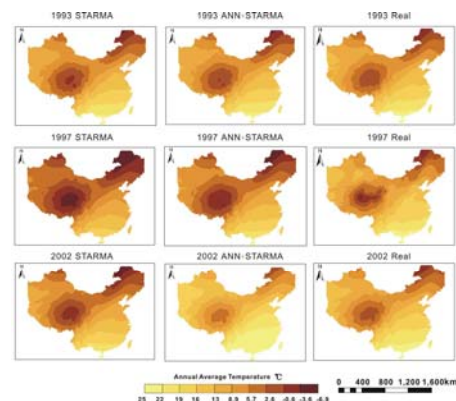 1993 STARMA
1993 ANN-STARMA
1993 Real
1997 STARMA
1997 ANN-STARMA
1997 Real
2002 STARMA
2002 ANN-STARMA
2002 Real
Annual Average Temperature ℃
25 22 19 16 13 8.9 5.7 2.6 -0.6 -3.8 -6.9
0 400 800 1,200 1,600km